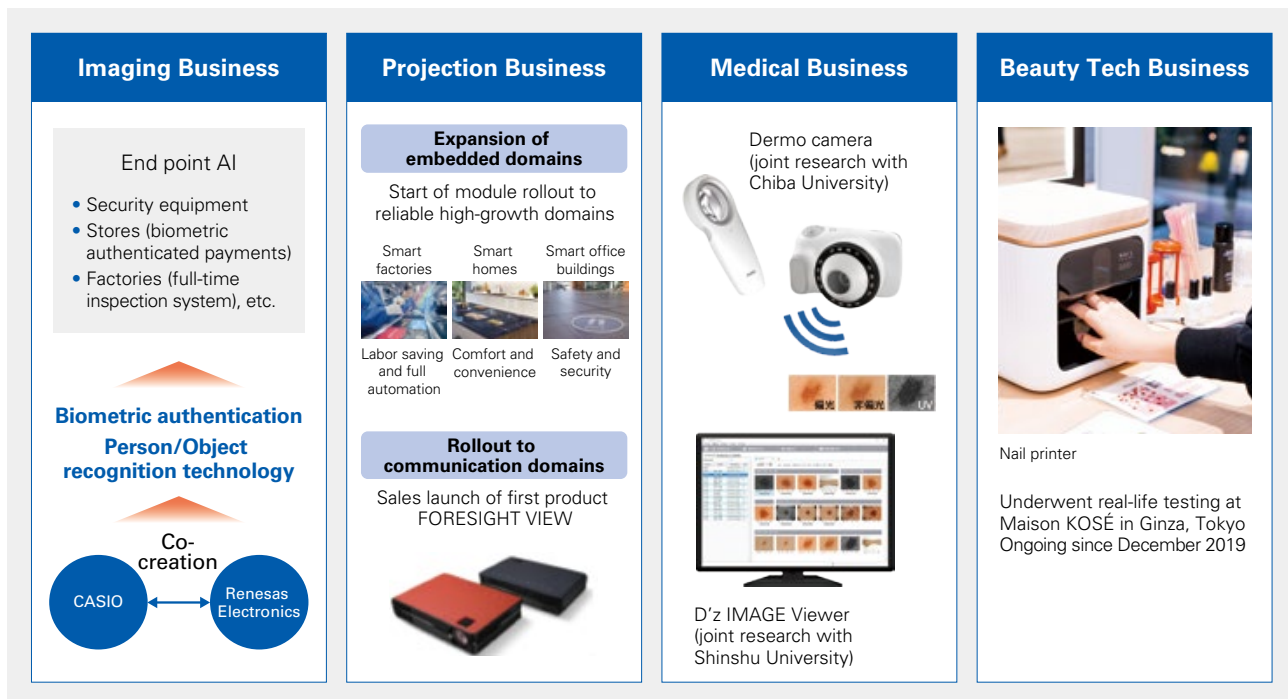 Imaging Business
End point AI
• Security equipment
• Stores (biometric
authenticated payments)
• Factories (full-time
inspection system), etc.
Biometric authentication
Person/Object
recognition technology
Co-
creation
CASIO
Renesas
Electronics
Projection Business
Expansion of
embedded domains
Start of module rollout to
reliable high-growth domains
Smart
factories
Smart
homes
Smart office
buildings
Labor saving
and full
automation
Comfort and
convenience
Safety and
security
Rollout to
communication domains
Sales launch of first product
FORESIGHT VIEW
Medical Business
Dermo camera
(joint research with
Chiba University)
偏光
非偏光
UV
D'z IMAGE Viewer
(joint research with
Shinshu University)
Beauty Tech Business
Nail printer
Underwent real-life testing at
Maison KOSÉ in Ginza, Tokyo
Ongoing since December 2019